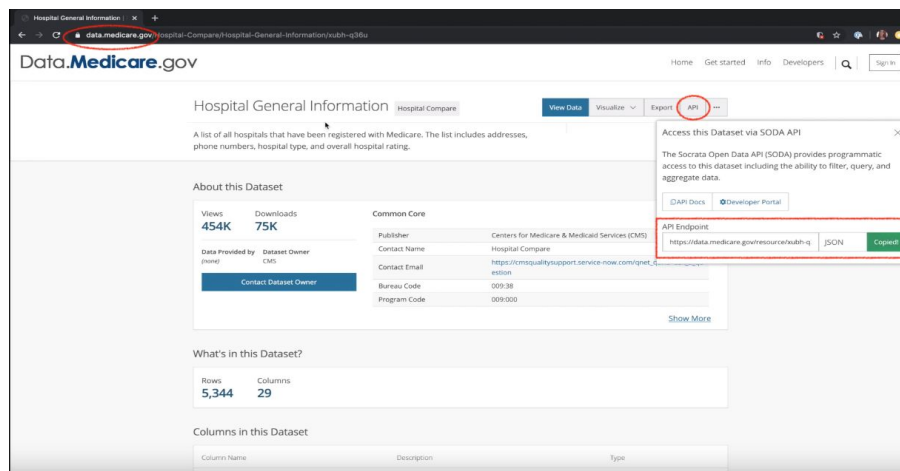 Hospital General Information |
data.medicare.gov/Hospital-Compare/Hospital-General-Information/xubh-q36u
Data.Medicare.gov
Home Get started Info Developers Sign In
Hospital General Information Hospital Compare
View Data Visualize Export API ...
A list of all hospitals that have been registered with Medicare. The list includes addresses,
phone numbers, hospital type, and overall hospital rating.
Access this Dataset via SODA API
The Socrata Open Data API (SODA) provides programmatic
access to this dataset including the ability to filter, query, and
aggregate data.
API Docs Developer Portal
API Endpoint
https://data.medicare.gov/resource/xubh-q JSON Copied!
About this Dataset
Views Downloads
454K 75K
Data Provided by Dataset Owner
(none) CMS
Contact Dataset Owner
Common Core
Publisher Centers for Medicare & Medicaid Services (CMS)
Contact Name Hospital Compare
Contact Email https://cmsqualitysupport.service-now.com/qnet_q
estion
Bureau Code 009:38
Program Code 009:000
Show More
What's in this Dataset?
Rows Columns
5,344 29
Columns in this Dataset
Column Name Description Type